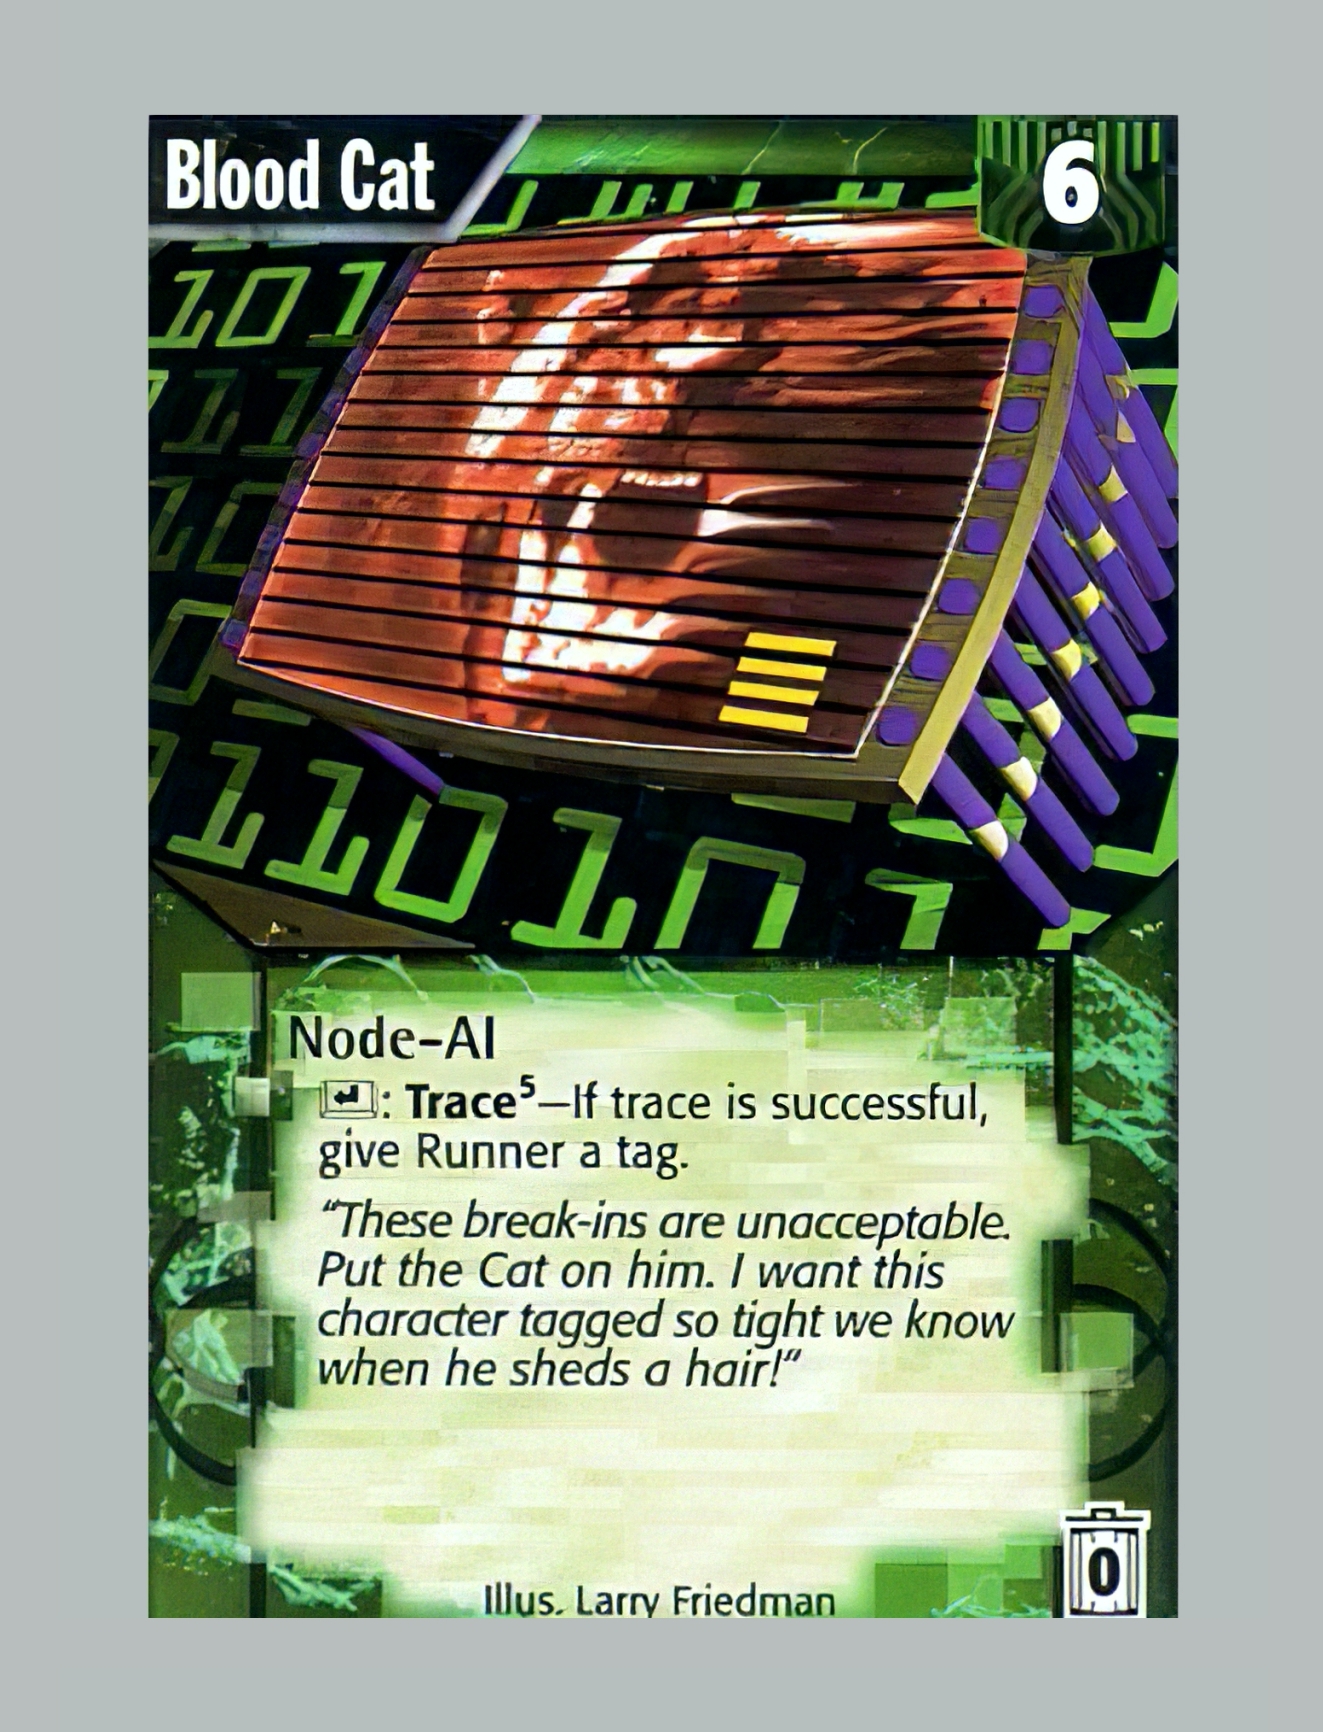 Blood Cat
6
101
110101
Node-AI
: Trace⁵—If trace is successful,
give Runner a tag.
“These break-ins are unacceptable.
Put the Cat on him. I want this
character tagged so tight we know
when he sheds a hair!”
0
Illus. Larry Friedman